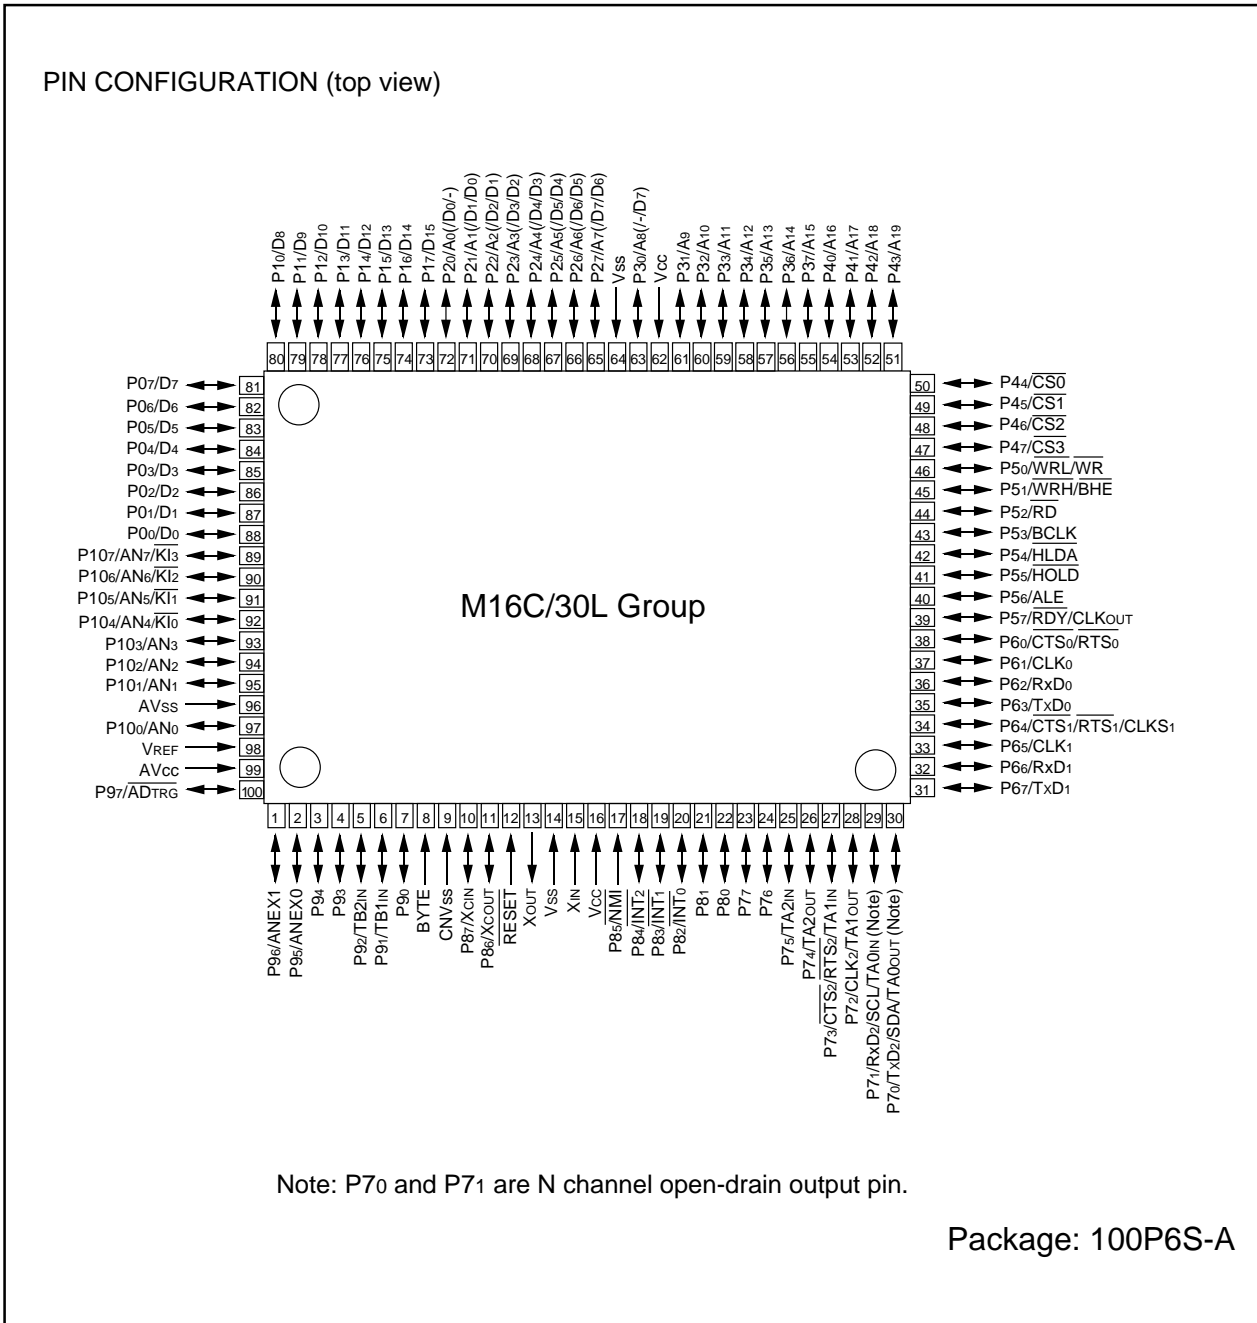 PIN CONFIGURATION (top view)
P10/D8
P11/D9
P12/D10
P13/D11
P14/D12
P15/D13
P16/D14
P17/D15
P20/A0(/D0/-)
P21/A1(/D1/D0)
P22/A2(/D2/D1)
P23/A3(/D3/D2)
P24/A4(/D4/D3)
P25/A5(/D5/D4)
P26/A6(/D6/D5)
P27/A7(/D7/D6)
Vss
P30/A8(/-/D7)
Vcc
P31/A9
P32/A10
P33/A11
P34/A12
P35/A13
P36/A14
P37/A15
P40/A16
P41/A17
P42/A18
P43/A19
80 79 78 77 76 75 74 73 72 71 70 69 68 67 66 65 64 63 62 61 60 59 58 57 56 55 54 53 52 51
P07/D7 81
P06/D6 82
P05/D5 83
P04/D4 84
P03/D3 85
P02/D2 86
P01/D1 87
P00/D0 88
P107/AN7/KI3 89
P106/AN6/KI2 90
P105/AN5/KI1 91
P104/AN4/KI0 92
P103/AN3 93
P102/AN2 94
P101/AN1 95
AVss 96
P100/AN0 97
VREF 98
AVcc 99
P97/ADTRG 100
M16C/30L Group
50 P44/CS0
49 P45/CS1
48 P46/CS2
47 P47/CS3
46 P50/WRL/WR
45 P51/WRH/BHE
44 P52/RD
43 P53/BCLK
42 P54/HLDA
41 P55/HOLD
40 P56/ALE
39 P57/RDY/CLKOUT
38 P60/CTS0/RTS0
37 P61/CLK0
36 P62/RxD0
35 P63/TxD0
34 P64/CTS1/RTS1/CLKS1
33 P65/CLK1
32 P66/RxD1
31 P67/TxD1
1 2 3 4 5 6 7 8 9 10 11 12 13 14 15 16 17 18 19 20 21 22 23 24 25 26 27 28 29 30
P96/ANEX1
P95/ANEX0
P94
P93
P92/TB2IN
P91/TB1IN
P90
BYTE
CNVss
P87/XCIN
P86/XCOUT
RESET
XOUT
Vss
XIN
VCC
P85/NMI
P84/INT2
P83/INT1
P82/INT0
P81
P80
P77
P76
P75/TA2IN
P74/TA2OUT
P73/CTS2/RTS2/TA1IN
P72/CLK2/TA1OUT
P71/RxD2/SCL/TA0IN (Note)
P70/TxD2/SDA/TA0OUT (Note)
Note: P70 and P71 are N channel open-drain output pin.
Package: 100P6S-A